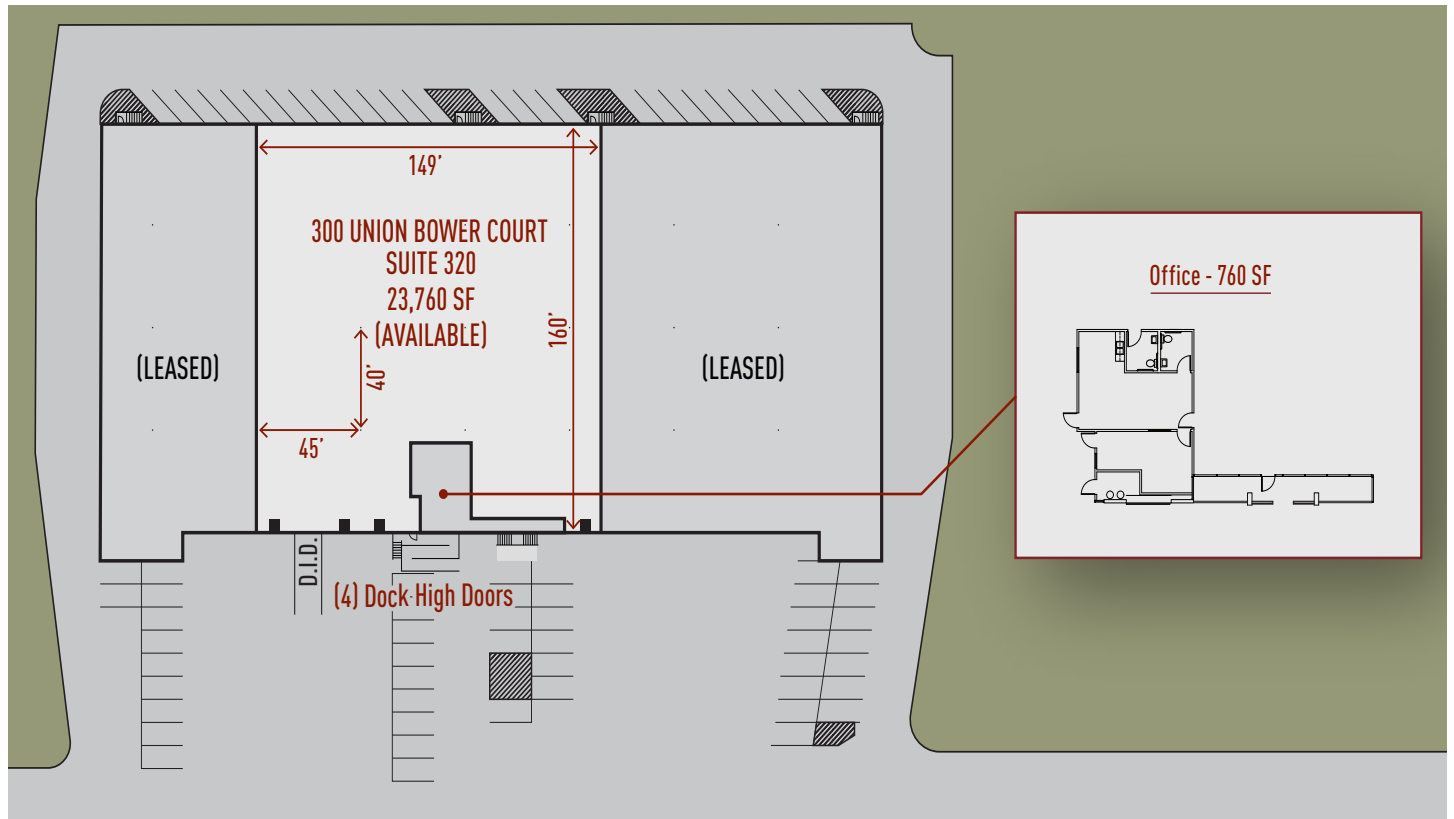 149'
300 UNION BOWER COURT
SUITE 320
23,760 SF
(AVAILABLE)
160'
40'
45'
(LEASED)
(LEASED)
D.I.D.
(4) Dock High Doors
Office - 760 SF